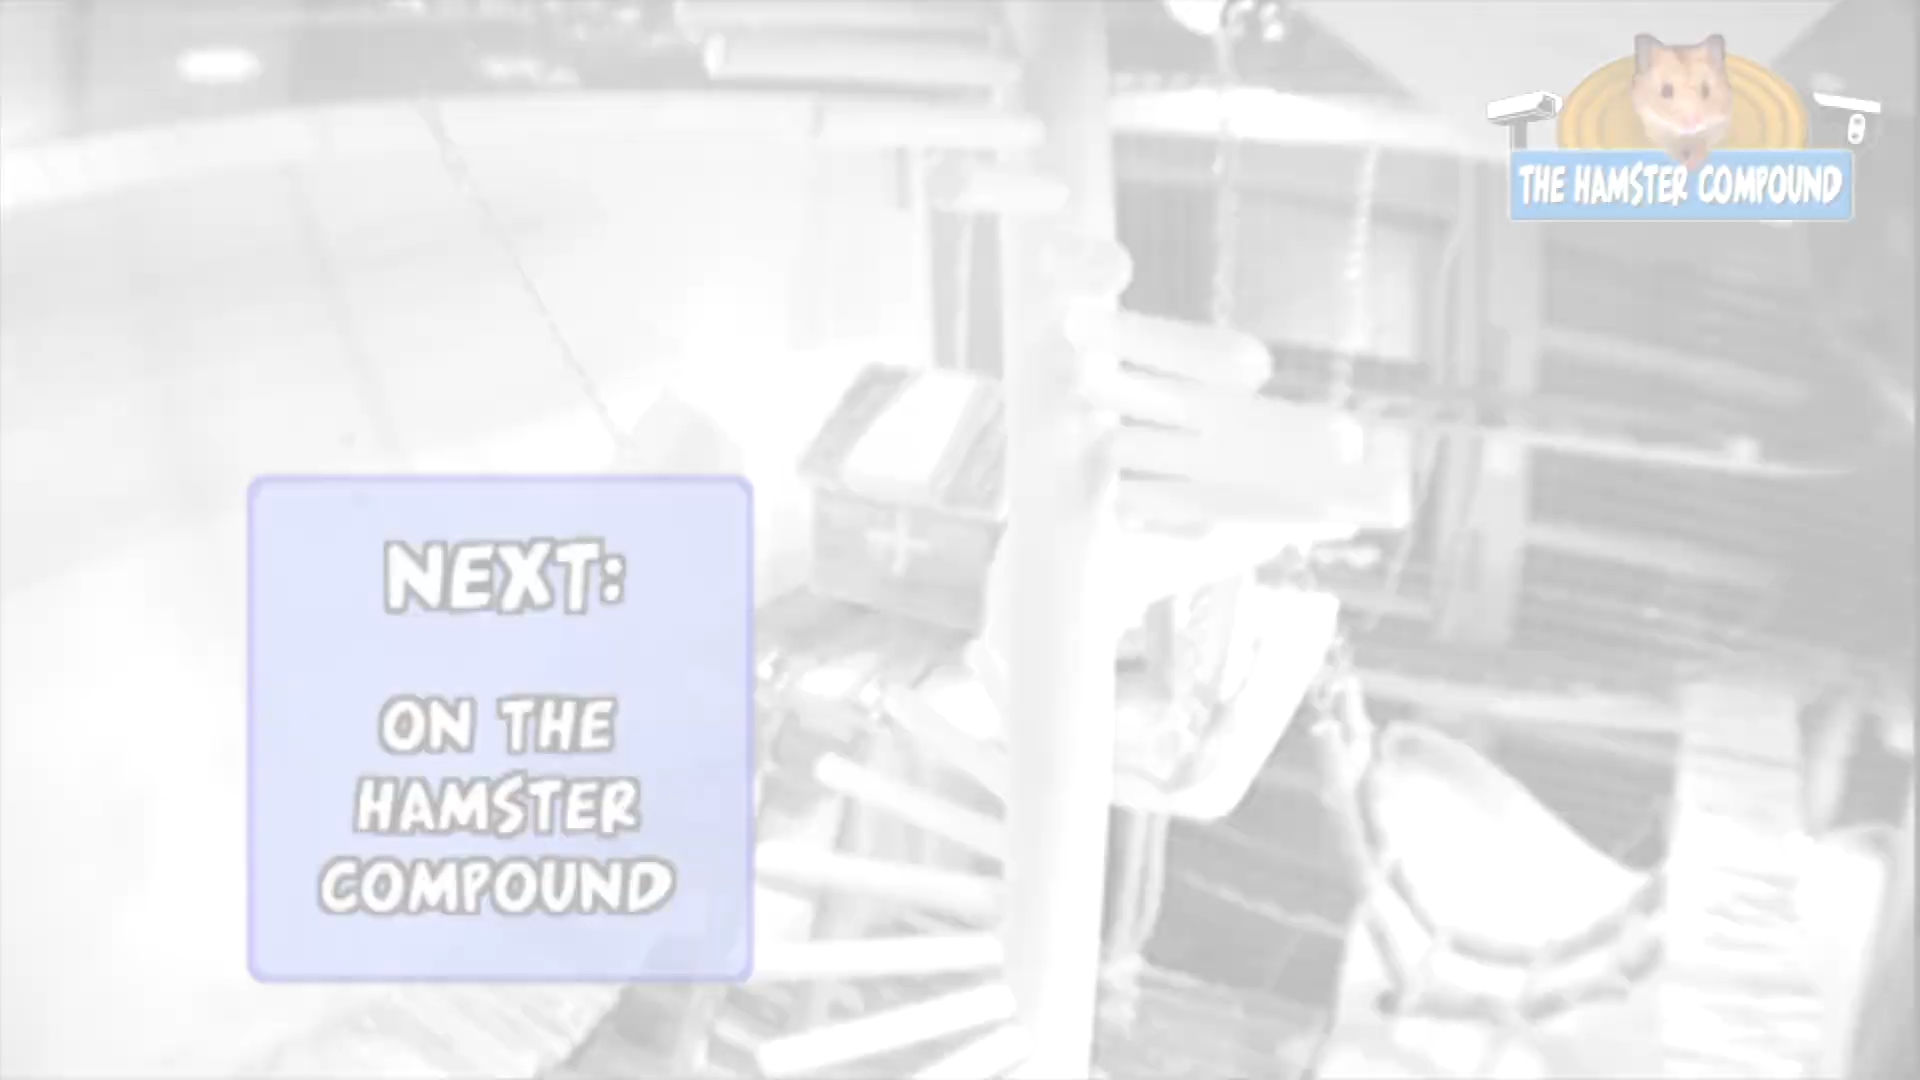 THE HAMSTER COMPOUND
NEXT:
ON THE
HAMSTER
COMPOUND